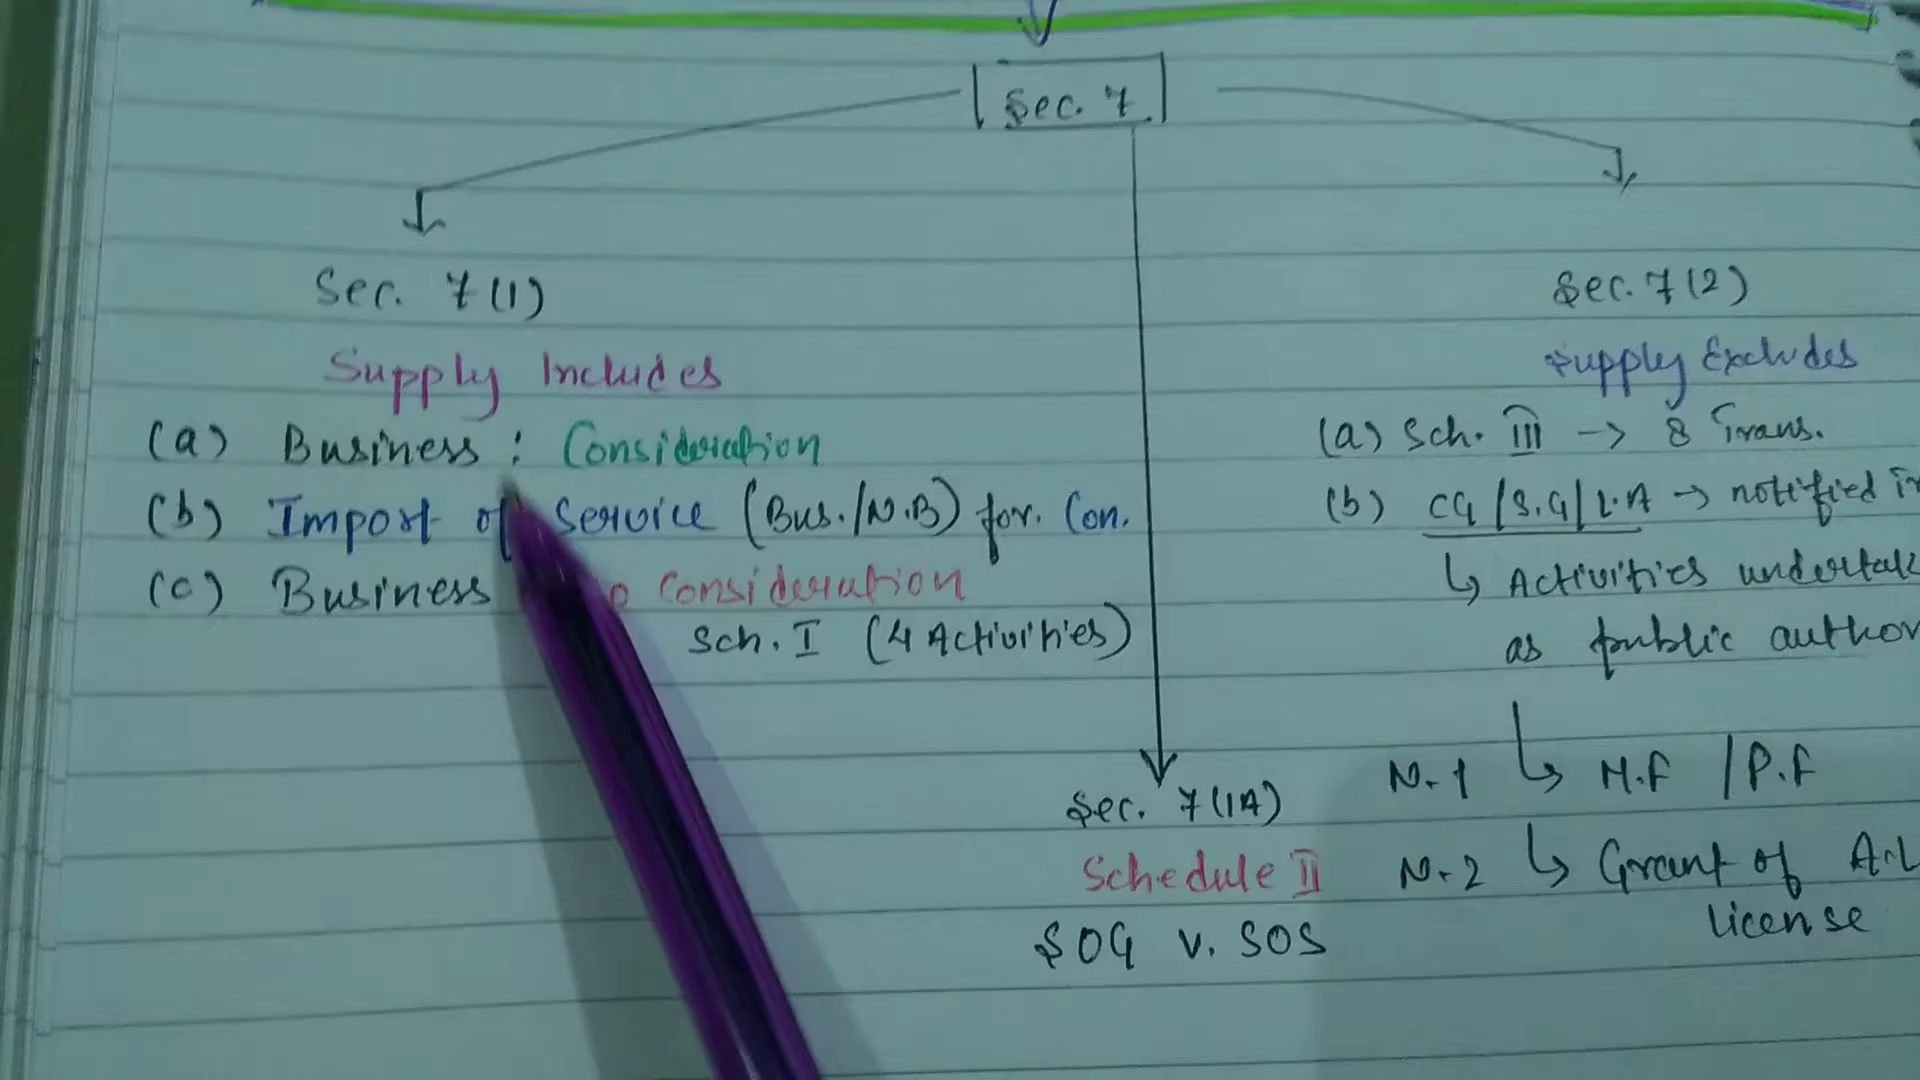 Sec. 7
Sec. 7(1)
Supply Includes
(a) Business : Consideration
(b) Import of Service (Bus./N.B) for. Con.
(c) Business Consideration
Sch. I (4 Activities)
Sec. 7(1A)
Schedule II
SOG v. SOS
Sec. 7(2)
Supply Excludes
(a) Sch. III -> 8 Trans.
(b) CG/S.G/L.A -> notified
↳ Activities
as public
N.1 ↳ M.F / P.F
N.2 ↳ Grant of A.L
license